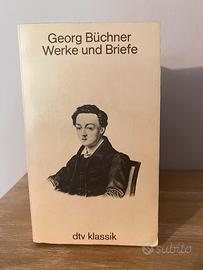 Georg Büchner
Werke und Briefe
dtv klassik
subito